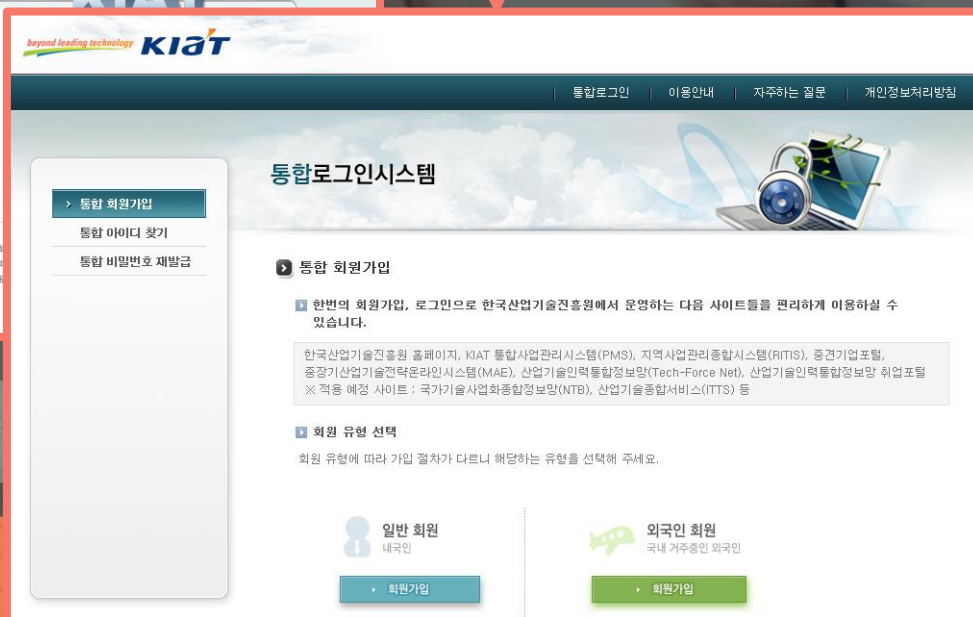 KIAT
beyond leading technology KIAT
통합로그인
이용안내
자주하는 질문
개인정보처리방침
통합로그인시스템
통합 회원가입
통합 아이디 찾기
통합 비밀번호 재발급
통합 회원가입
한번의 회원가입, 로그인으로 한국산업기술진흥원에서 운영하는 다음 사이트들을 편리하게 이용하실 수
있습니다.
한국산업기술진흥원 홈페이지, KIAT 통합사업관리시스템(PMS), 지역사업관리종합시스템(RITIS), 중견기업포털,
중장기산업기술전략온라인시스템(MAE), 산업기술인력통합정보망(Tech-Force Net), 산업기술인력통합정보망 취업포털
※ 적용 예정 사이트 : 국가기술사업화종합정보망(NTB), 산업기술종합서비스(ITTS) 등
회원 유형 선택
회원 유형에 따라 가입 절차가 다르니 해당하는 유형을 선택해 주세요.
일반 회원
내국인
회원가입
외국인 회원
국내 거주중인 외국인
회원가입